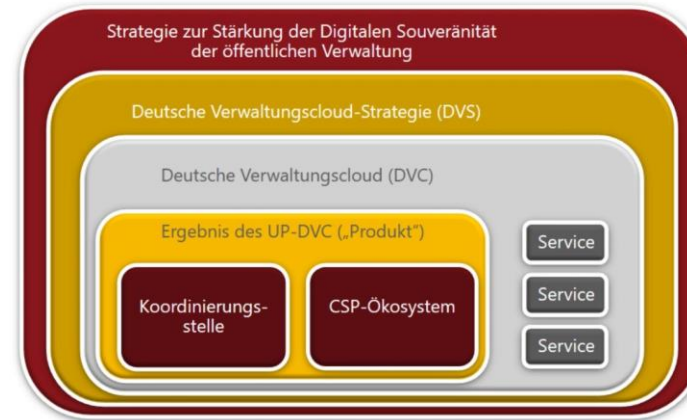 Strategie zur Stärkung der Digitalen Souveränität
der öffentlichen Verwaltung
Deutsche Verwaltungscloud-Strategie (DVS)
Deutsche Verwaltungscloud (DVC)
Ergebnis des UP-DVC („Produkt“)
Koordinierungs-
stelle
CSP-Ökosystem
Service
Service
Service